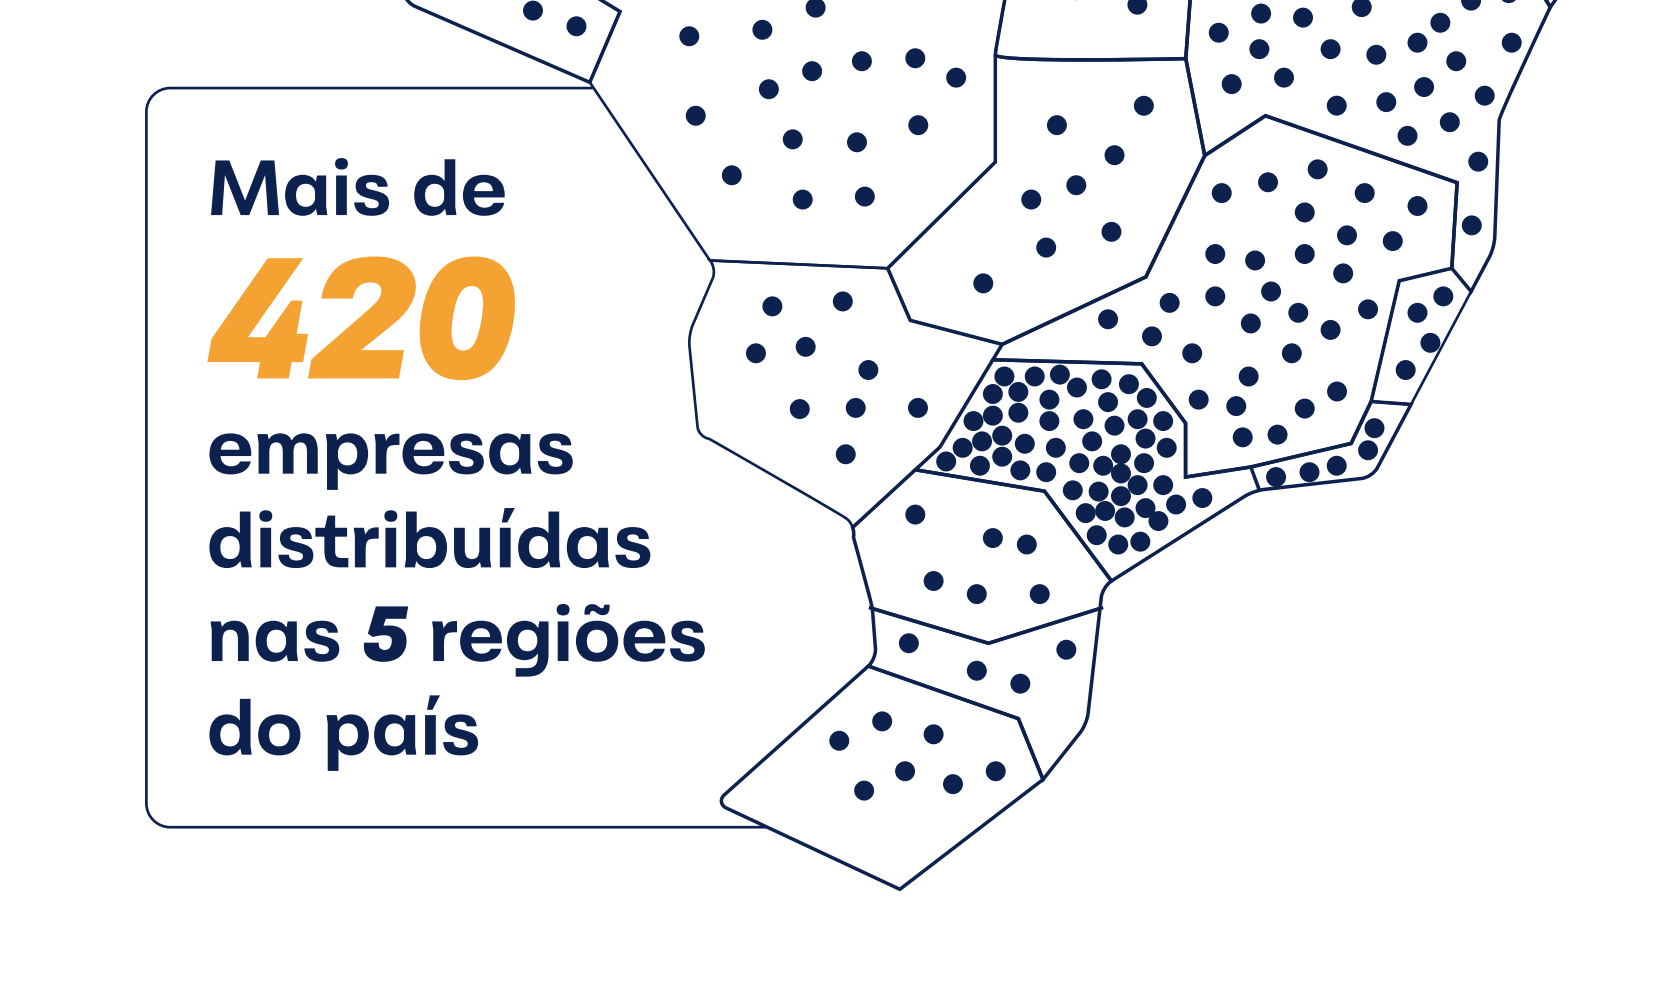 Mais de
420
empresas
distribuídas
nas 5 regiões
do país